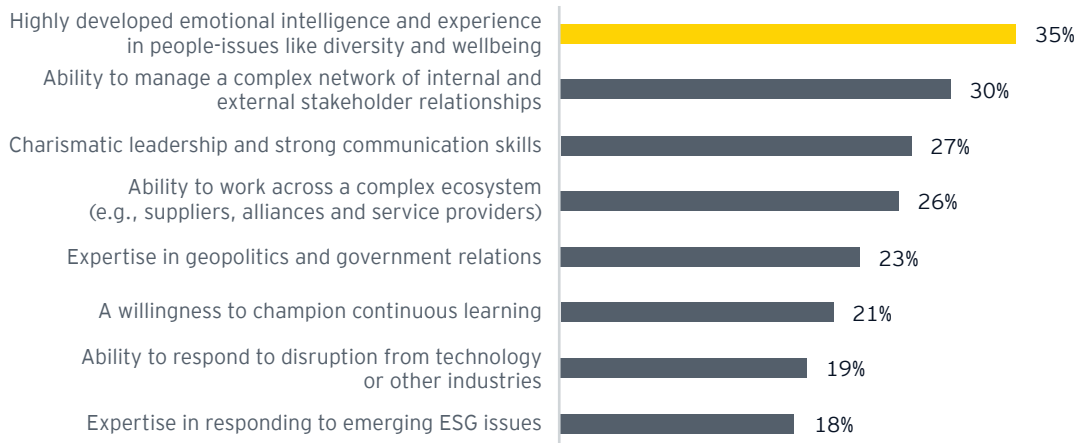 Highly developed emotional intelligence and experience
in people-issues like diversity and wellbeing
35%
Ability to manage a complex network of internal and
external stakeholder relationships
30%
Charismatic leadership and strong communication skills
27%
Ability to work across a complex ecosystem
(e.g., suppliers, alliances and service providers)
26%
Expertise in geopolitics and government relations
23%
A willingness to champion continuous learning
21%
Ability to respond to disruption from technology
or other industries
19%
Expertise in responding to emerging ESG issues
18%